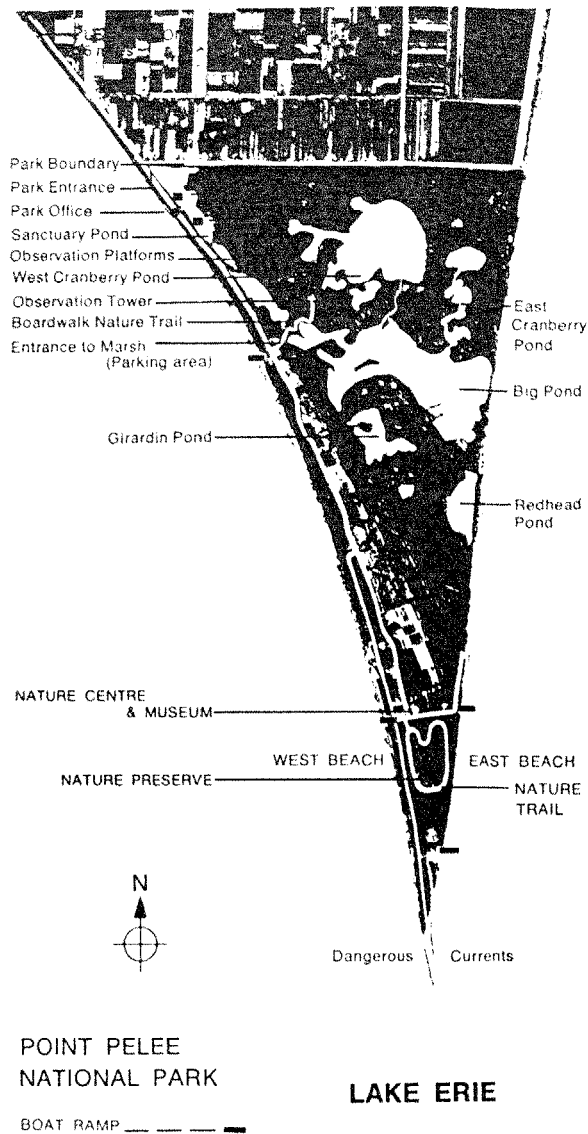 Park Boundary
Park Entrance
Park Office
Sanctuary Pond
Observation Platforms
West Cranberry Pond
Observation Tower
Boardwalk Nature Trail
Entrance to Marsh
(Parking area)
East
Cranberry
Pond
Big Pond
Girardin Pond
Redhead
Pond
NATURE CENTRE
& MUSEUM
WEST BEACH
EAST BEACH
NATURE PRESERVE
NATURE
TRAIL
N
Dangerous Currents
POINT PELEE
NATIONAL PARK
LAKE ERIE
BOAT RAMP